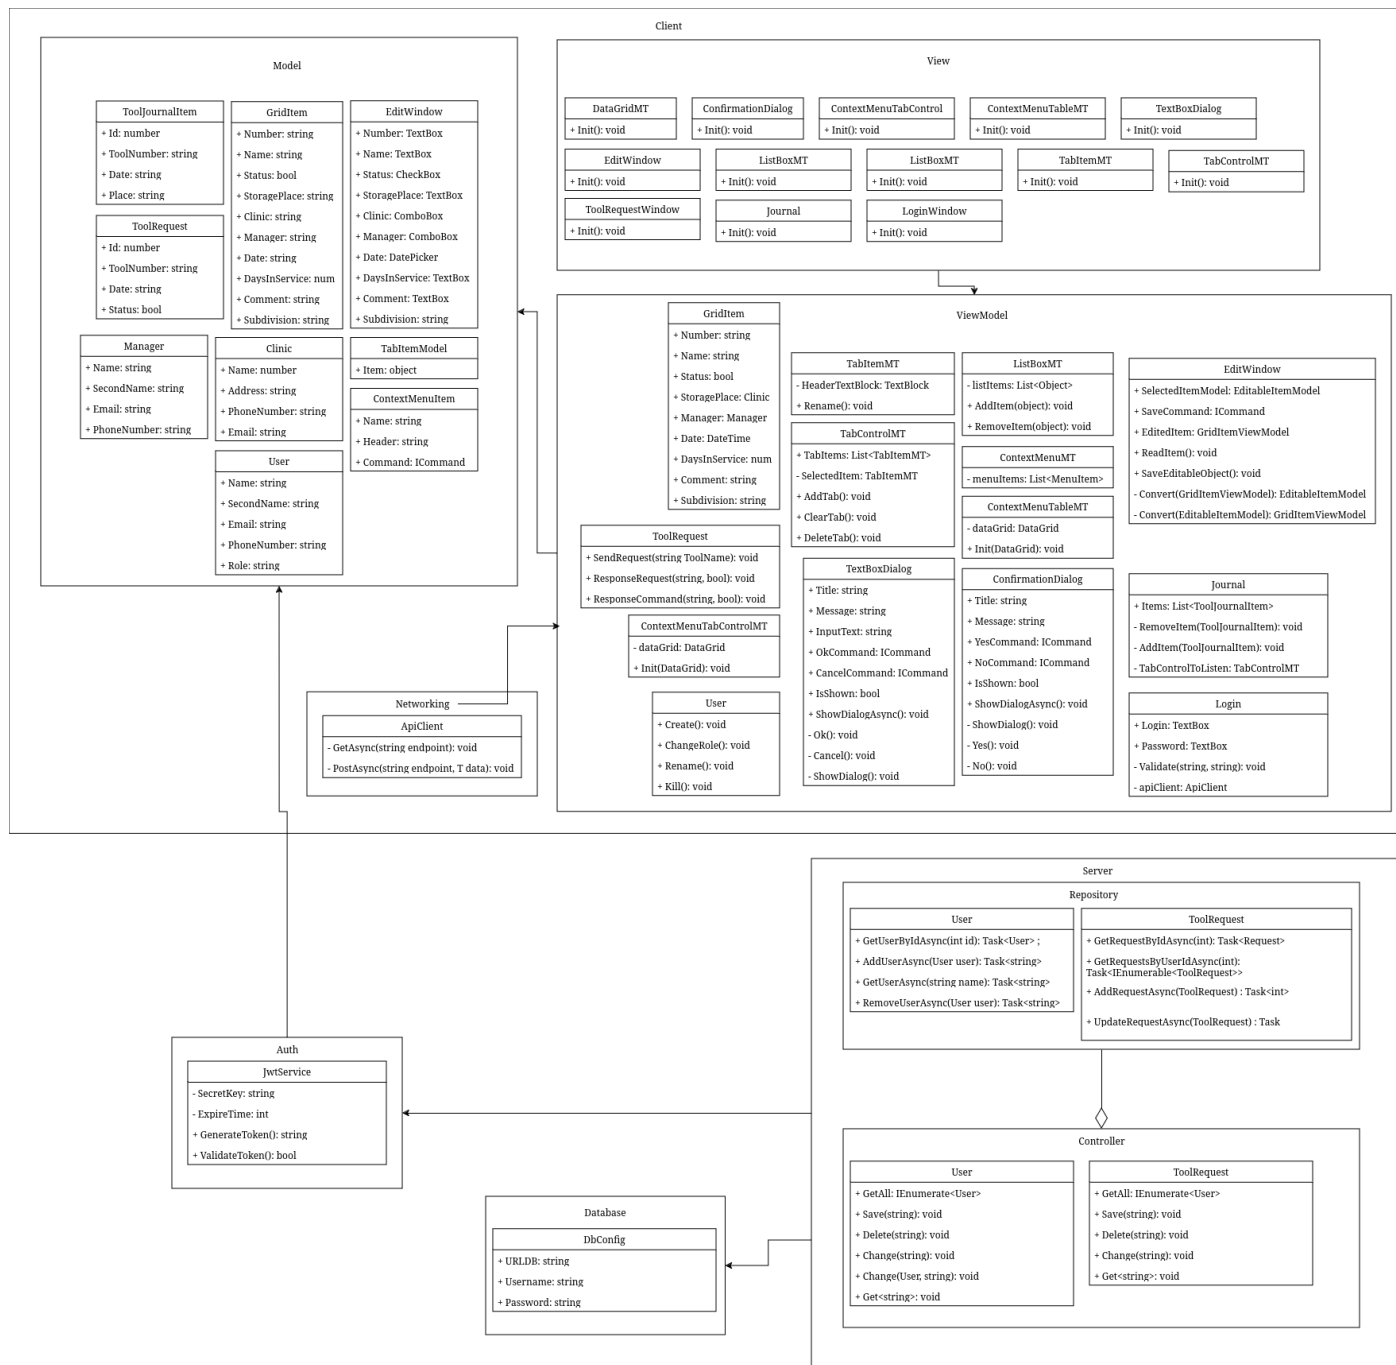 Client
Model
ToolJournalItem
+ Id: number
+ ToolNumber: string
+ Date: string
+ Place: string
GridItem
+ Number: string
+ Name: string
+ Status: bool
+ StoragePlace: string
+ Clinic: string
+ Manager: string
+ Date: string
+ DaysInService: num
+ Comment: string
+ Subdivision: string
EditWindow
+ Number: TextBox
+ Name: TextBox
+ Status: CheckBox
+ StoragePlace: TextBox
+ Clinic: ComboBox
+ Manager: ComboBox
+ Date: DatePicker
+ DaysInService: TextBox
+ Comment: TextBox
+ Subdivision: string
ToolRequest
+ Id: number
+ ToolNumber: string
+ Date: string
+ Status: bool
Manager
+ Name: string
+ SecondName: string
+ Email: string
+ PhoneNumber: string
Clinic
+ Name: number
+ Address: string
+ PhoneNumber: string
+ Email: string
TabItemModel
+ Item: object
ContextMenuItem
+ Name: string
+ Header: string
+ Command: ICommand
User
+ Name: string
+ SecondName: string
+ Email: string
+ PhoneNumber: string
+ Role: string
View
DataGridMT
+ Init(): void
ConfirmationDialog
+ Init(): void
ContextMenuTabControl
+ Init(): void
ContextMenuTableMT
+ Init(): void
TextBoxDialog
+ Init(): void
EditWindow
+ Init(): void
ListBoxMT
+ Init(): void
ListBoxMT
+ Init(): void
TabItemMT
+ Init(): void
TabControlMT
+ Init(): void
ToolRequestWindow
+ Init(): void
Journal
+ Init(): void
LoginWindow
+ Init(): void
ViewModel
GridItem
+ Number: string
+ Name: string
+ Status: bool
+ StoragePlace: Clinic
+ Manager: Manager
+ Date: DateTime
+ DaysInService: num
+ Comment: string
+ Subdivision: string
TabItemMT
- HeaderTextBlock: TextBlock
+ Rename(): void
ListBoxMT
- listItems: List<Object>
+ AddItem(object): void
+ RemoveItem(object): void
EditWindow
+ SelectedItemModel: EditableItemModel
+ SaveCommand: ICommand
+ EditedItem: GridItemViewModel
+ ReadItem(): void
+ SaveEditableObject(): void
- Convert(GridItemViewModel): EditableItemModel
- Convert(EditableItemModel): GridItemViewModel
TabControlMT
+ TabItems: List<TabItemMT>
- SelectedItem: TabItemMT
+ AddTab(): void
+ ClearTab(): void
+ DeleteTab(): void
ContextMenuMT
- menuItems: List<MenuItem>
ContextMenuTableMT
- dataGrid: DataGrid
+ Init(DataGrid): void
ToolRequest
+ SendRequest(string ToolName): void
+ ResponseRequest(string, bool): void
+ ResponseCommand(string, bool): void
TextBoxDialog
+ Title: string
+ Message: string
+ InputText: string
+ OkCommand: ICommand
+ CancelCommand: ICommand
+ IsShown: bool
+ ShowDialogAsync(): void
- Ok(): void
- Cancel(): void
- ShowDialog(): void
ConfirmationDialog
+ Title: string
+ Message: string
+ YesCommand: ICommand
+ NoCommand: ICommand
+ IsShown: bool
+ ShowDialogAsync(): void
- ShowDialog(): void
- Yes(): void
- No(): void
Journal
+ Items: List<ToolJournalItem>
- RemoveItem(ToolJournalItem): void
- AddItem(ToolJournalItem): void
- TabControlToListen: TabControlMT
ContextMenuTabControlMT
- dataGrid: DataGrid
+ Init(DataGrid): void
User
+ Create(): void
+ ChangeRole(): void
+ Rename(): void
+ Kill(): void
Login
+ Login: TextBox
+ Password: TextBox
- Validate(string, string): void
- apiClient: ApiClient
Networking
ApiClient
- GetAsync(string endpoint): void
- PostAsync(string endpoint, T data): void
Server
Repository
User
+ GetUserByIdAsync(int id): Task<User> ;
+ AddUserAsync(User user): Task<string>
+ GetUserAsync(string name): Task<string>
+ RemoveUserAsync(User user): Task<string>
ToolRequest
+ GetRequestByIdAsync(int): Task<Request>
+ GetRequestsByUserIdAsync(int):
Task<IEnumerable<ToolRequest>>
+ AddRequestAsync(ToolRequest) : Task<int>
+ UpdateRequestAsync(ToolRequest) : Task
Auth
JwtService
- SecretKey: string
- ExpireTime: int
+ GenerateToken(): string
+ ValidateToken(): bool
Controller
User
+ GetAll: IEnumerate<User>
+ Save(string): void
+ Delete(string): void
+ Change(string): void
+ Change(User, string): void
+ Get<string>: void
ToolRequest
+ GetAll: IEnumerate<User>
+ Save(string): void
+ Delete(string): void
+ Change(string): void
+ Get<string>: void
Database
DbConfig
+ URLDB: string
+ Username: string
+ Password: string